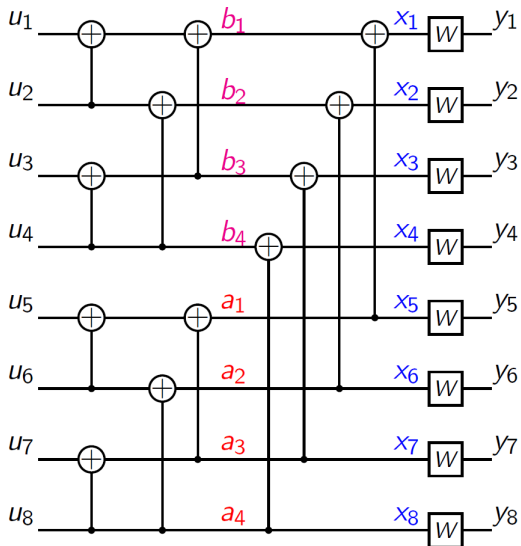 u₁ b₁ x₁ W y₁
u₂ b₂ x₂ W y₂
u₃ b₃ x₃ W y₃
u₄ b₄ x₄ W y₄
u₅ a₁ x₅ W y₅
u₆ a₂ x₆ W y₆
u₇ a₃ x₇ W y₇
u₈ a₄ x₈ W y₈